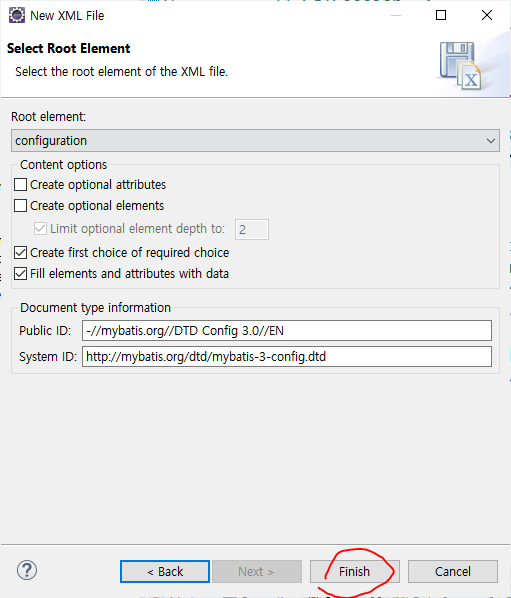 New XML File
Select Root Element
Select the root element of the XML file.
Root element:
configuration
Content options
Create optional attributes
Create optional elements
Limit optional element depth to: 2
Create first choice of required choice
Fill elements and attributes with data
Document type information
Public ID: -//mybatis.org//DTD Config 3.0//EN
System ID: http://mybatis.org/dtd/mybatis-3-config.dtd
? < Back Next > Finish Cancel